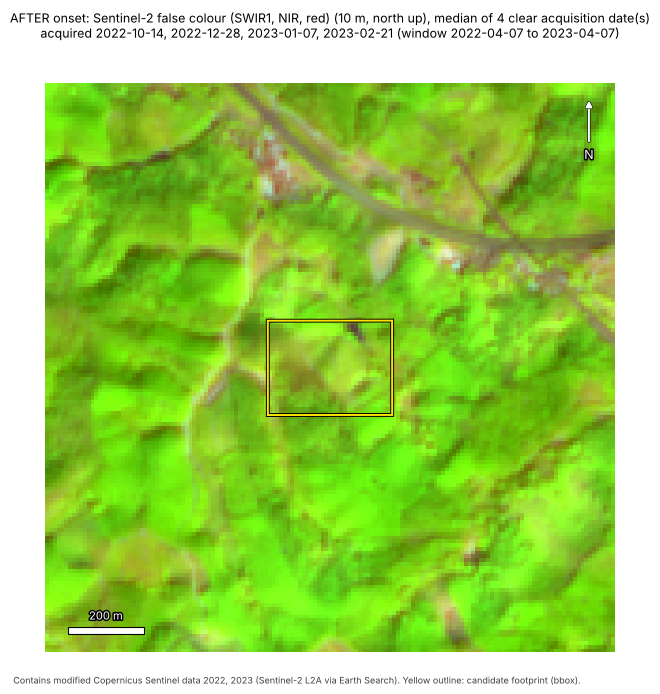 AFTER onset: Sentinel-2 false colour (SWIR1, NIR, red) (10 m, north up), median of 4 clear acquisition date(s)
acquired 2022-10-14, 2022-12-28, 2023-01-07, 2023-02-21 (window 2022-04-07 to 2023-04-07)
N
200 m
Contains modified Copernicus Sentinel data 2022, 2023 (Sentinel-2 L2A via Earth Search). Yellow outline: candidate footprint (bbox).